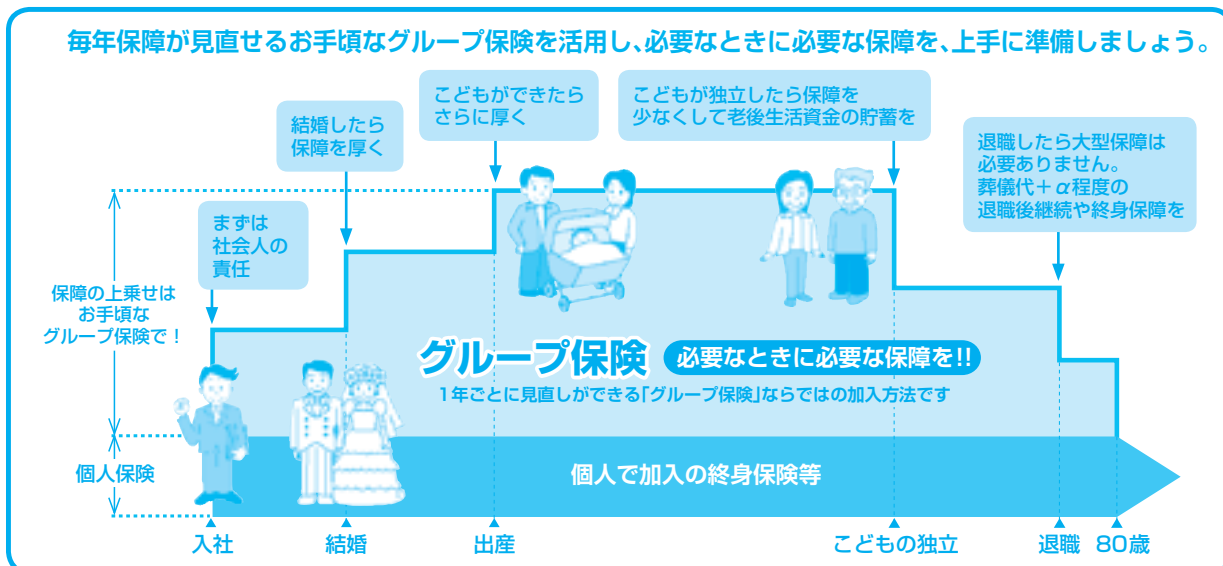 毎年保障が見直せるお手頃なグループ保険を活用し、必要なときに必要な保障を、上手に準備しましょう。
まずは
社会人の
責任
結婚したら
保障を厚く
こどもができたら
さらに厚く
こどもが独立したら保障を
少なくして老後生活資金の貯蓄を
退職したら大型保障は
必要ありません。
葬儀代+α程度の
退職後継続や終身保障を
保障の上乗せは
お手頃な
グループ保険で！
グループ保険 必要なときに必要な保障を!!
1年ごとに見直しができる「グループ保険」ならではの加入方法です
個人保険
個人で加入の終身保険等
入社 結婚 出産 こどもの独立 退職 80歳